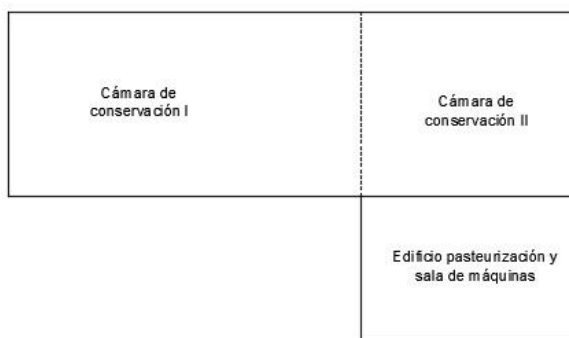 Cámara de
conservación I
Cámara de
conservación II
Edificio pasteurización y
sala de máquinas